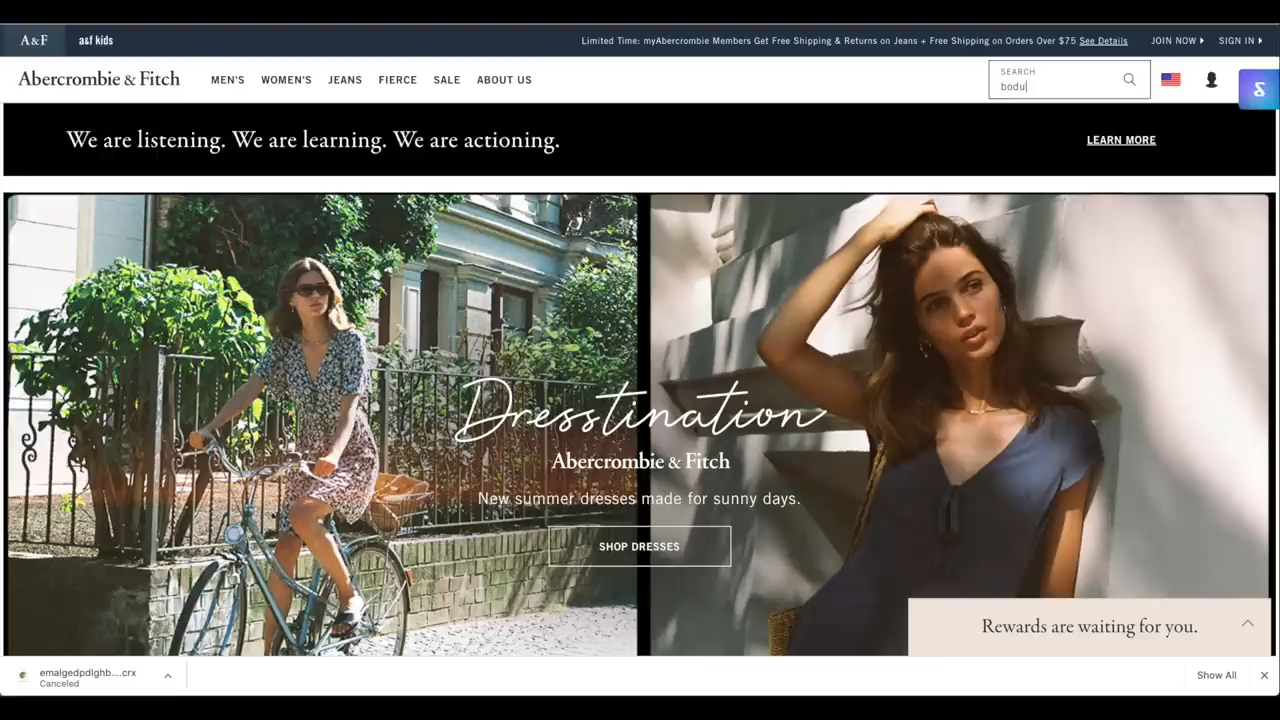 A&F
a&f kids
Limited Time: myAbercrombie Members Get Free Shipping & Returns on Jeans + Free Shipping on Orders Over $75 See Details
JOIN NOW
SIGN IN
Abercrombie & Fitch
MEN'S
WOMEN'S
JEANS
FIERCE
SALE
ABOUT US
SEARCH
bodu
We are listening. We are learning. We are actioning.
LEARN MORE
Dresstination
Abercrombie & Fitch
New summer dresses made for sunny days.
SHOP DRESSES
Rewards are waiting for you.
emalgedpdlghb....crx
Canceled
Show All